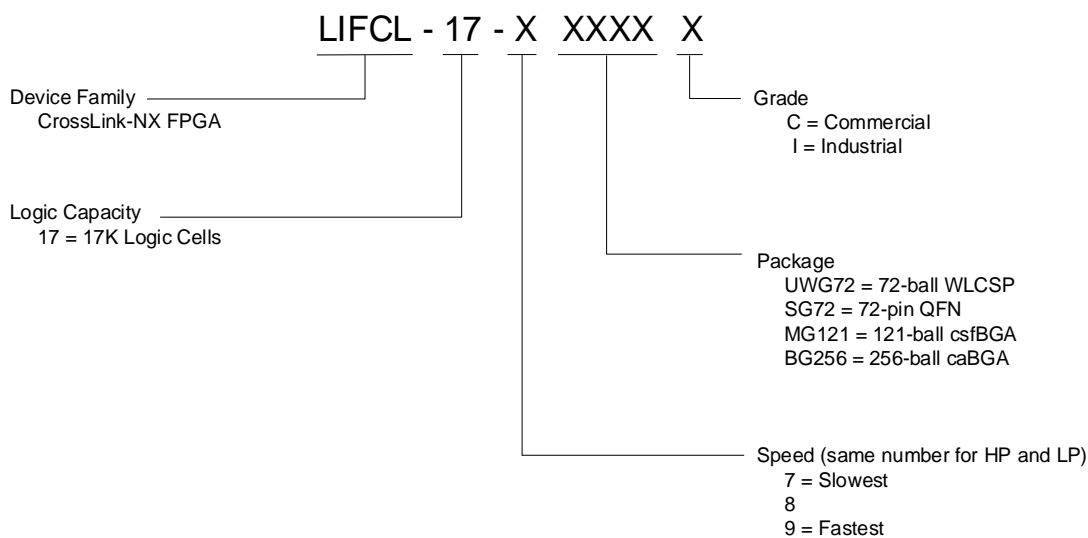 LIFCL - 17 - X XXXX X
Device Family
CrossLink-NX FPGA
Logic Capacity
17 = 17K Logic Cells
Grade
C = Commercial
I = Industrial
Package
UWG72 = 72-ball WLCSP
SG72 = 72-pin QFN
MG121 = 121-ball csfBGA
BG256 = 256-ball caBGA
Speed (same number for HP and LP)
7 = Slowest
8
9 = Fastest